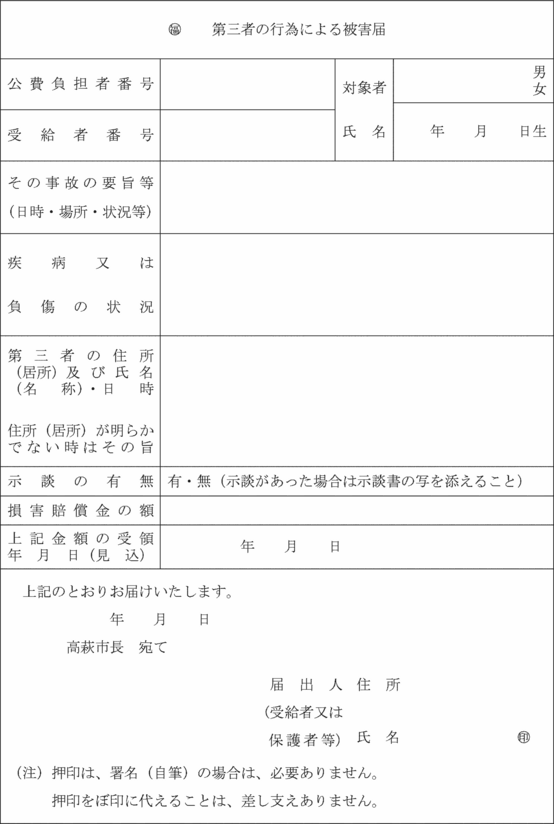 ㊕ 第三者の行為による被害届
公費負担者番号
受給者番号
対象者
氏名
男
女
年 月 日生
その事故の要旨等
(日時・場所・状況等)
疾病又は
負傷の状況
第三者の住所
(居所)及び氏名
(名 称)・日 時
住所(居所)が明らか
でない時はその旨
示談の有無
有・無(示談があった場合は示談書の写を添えること)
損害賠償金の額
上記金額の受領
年月日(見込)
年 月 日
上記のとおりお届けいたします。
年 月 日
高萩市長 宛て
届出人 住所
(受給者又は
保護者等) 氏名 ㊞
(注) 押印は、署名(自筆)の場合は、必要ありません。
押印をぼ印に代えることは、差し支えありません。